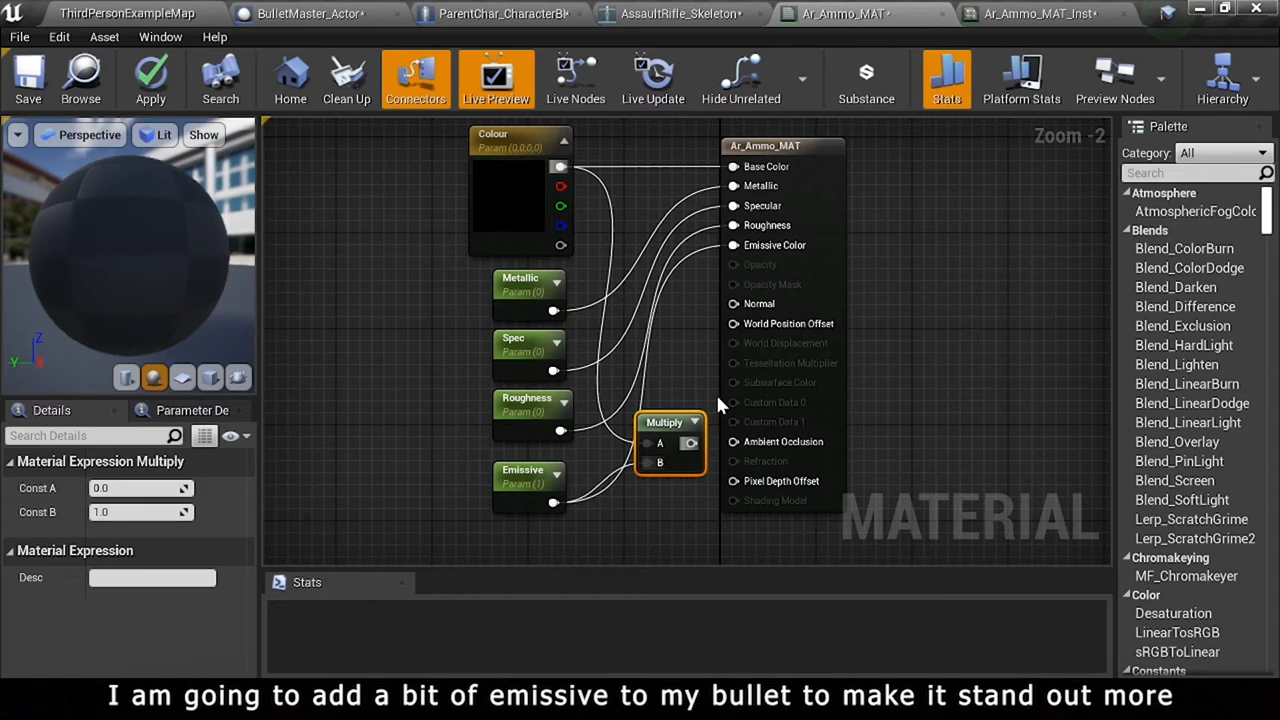 ThirdPersonExampleMap
BulletMaster_Actor*
ParentChar_CharacterBl*
AssaultRifle_Skeleton*
Ar_Ammo_MAT*
Ar_Ammo_MAT_Inst*
File Edit Asset Window Help
Save Browse Apply Search Home Clean Up Connectors Live Preview Live Nodes Live Update Hide Unrelated Substance Stats Platform Stats Preview Nodes Hierarchy
Perspective Lit Show
Z
Y
X
Details
Parameter De
Search Details
Material Expression Multiply
Const A 0.0
Const B 1.0
Material Expression
Desc
Zoom -2
Colour
Param (0,0,0,0)
Metallic
Param (0)
Spec
Param (0)
Roughness
Param (0)
Emissive
Param (1)
Multiply
A
B
Ar_Ammo_MAT
Base Color
Metallic
Specular
Roughness
Emissive Color
Opacity
Opacity Mask
Normal
World Position Offset
World Displacement
Tessellation Multiplier
Subsurface Color
Custom Data 0
Custom Data 1
Ambient Occlusion
Refraction
Pixel Depth Offset
Shading Model
MATERIAL
Stats
Palette
Category: All
Search
Atmosphere
AtmosphericFogColo
Blends
Blend_ColorBurn
Blend_ColorDodge
Blend_Darken
Blend_Difference
Blend_Exclusion
Blend_HardLight
Blend_Lighten
Blend_LinearBurn
Blend_LinearDodge
Blend_LinearLight
Blend_Overlay
Blend_PinLight
Blend_Screen
Blend_SoftLight
Lerp_ScratchGrime
Lerp_ScratchGrime2
Chromakeying
MF_Chromakeyer
Color
Desaturation
LinearTosRGB
sRGBToLinear
Constants
I am going to add a bit of emissive to my bullet to make it stand out more